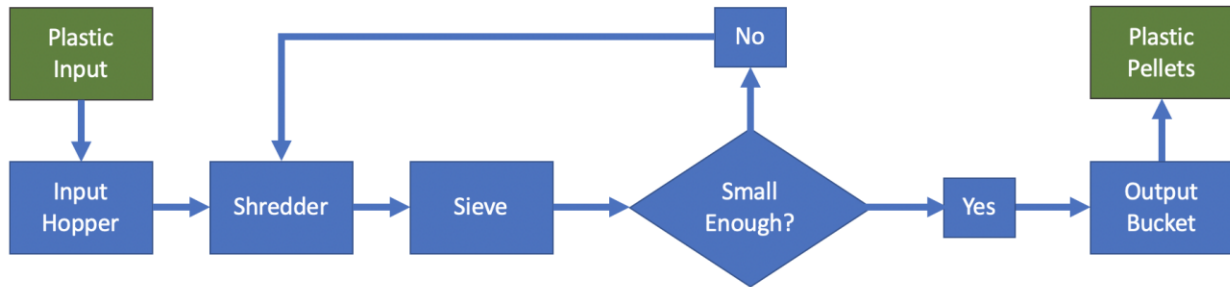 Plastic
Input
No
Plastic
Pellets
Input
Hopper
Shredder
Sieve
Small
Enough?
Yes
Output
Bucket